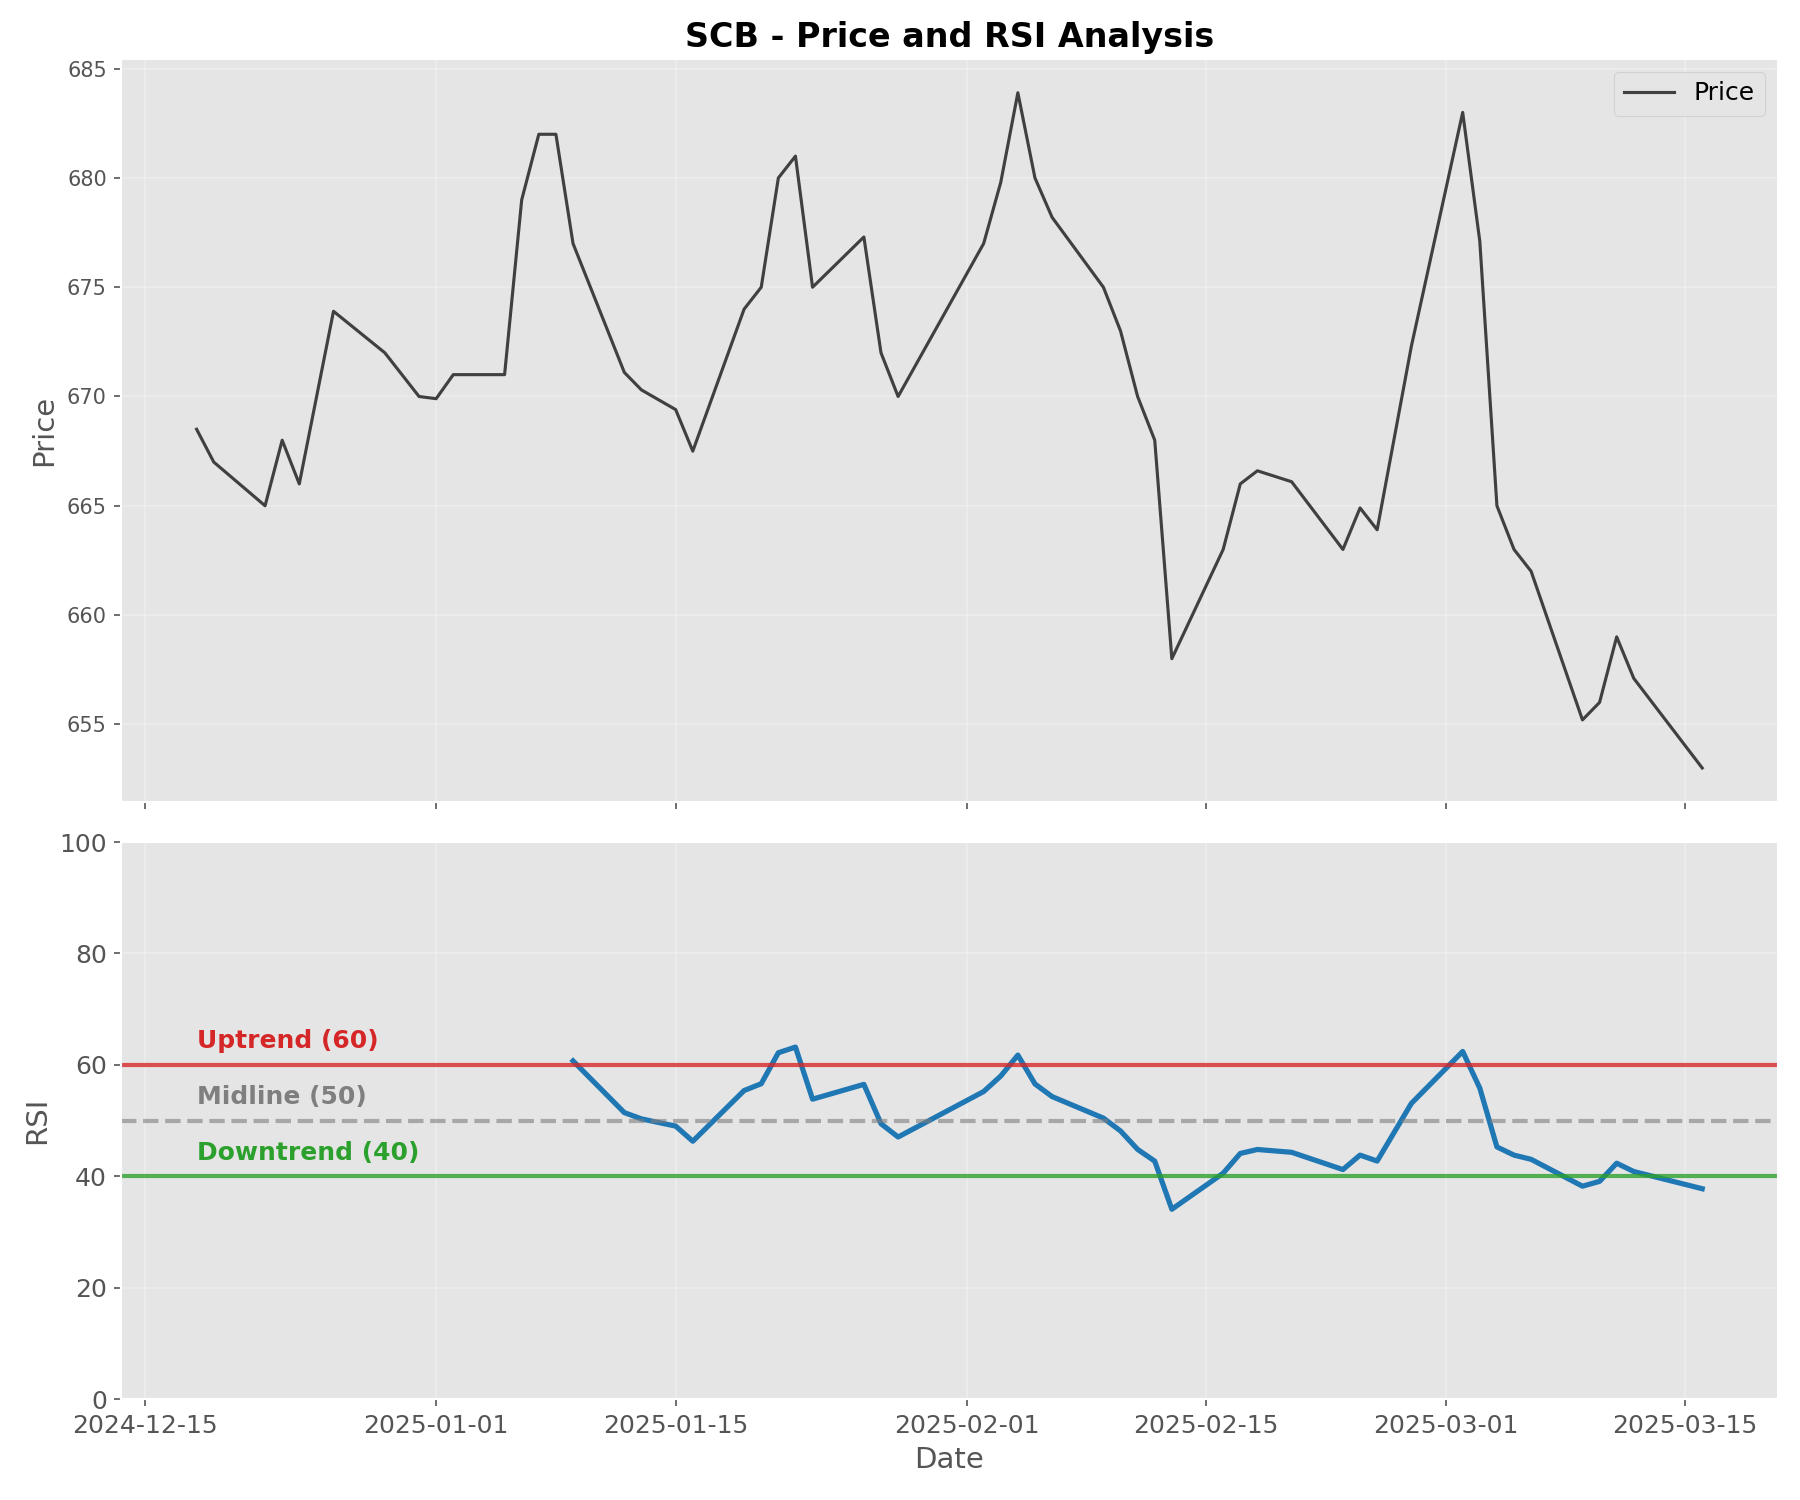 SCB - Price and RSI Analysis
Price
685
680
675
670
665
660
655
Price
100
80
60
40
20
0
RSI
Uptrend (60)
Midline (50)
Downtrend (40)
2024-12-15 2025-01-01 2025-01-15 2025-02-01 2025-02-15 2025-03-01 2025-03-15
Date